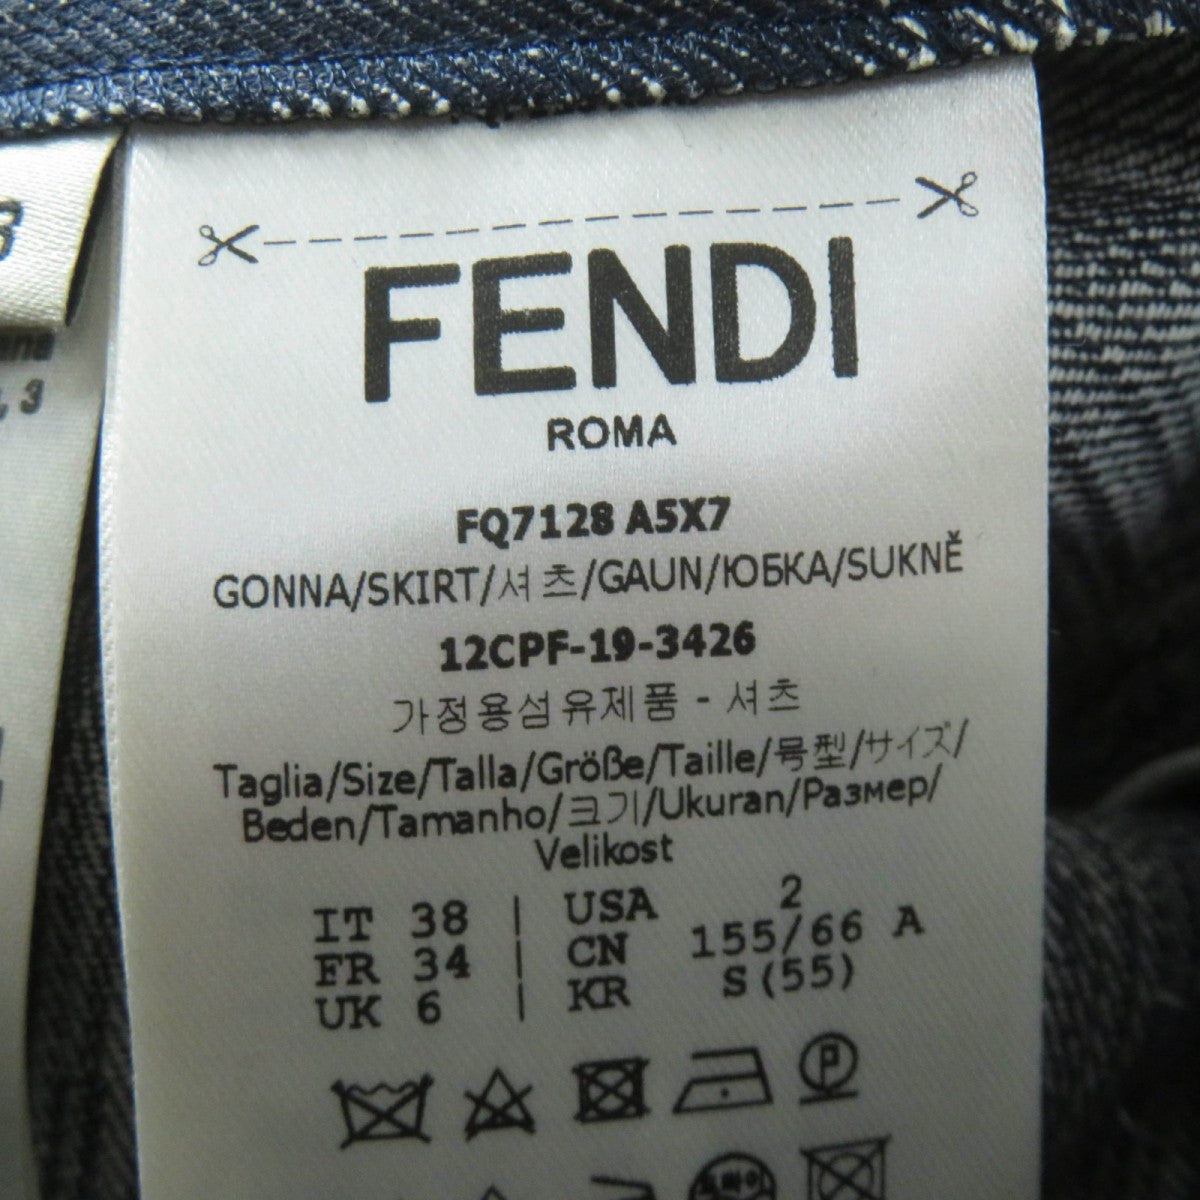 FENDI
ROMA
FQ7128 A5X7
GONNA/SKIRT/셔츠/GAUN/ЮБКА/SUKNĚ
12CPF-19-3426
가정용섬유제품 - 셔츠
Taglia/Size/Talla/Größe/Taille/号型/サイズ/
Beden/Tamanho/크기/Ukuran/Размер/
Velikost
IT 38 | USA 2
FR 34 | CN 155/66 A
UK 6 | KR S(55)
P
3